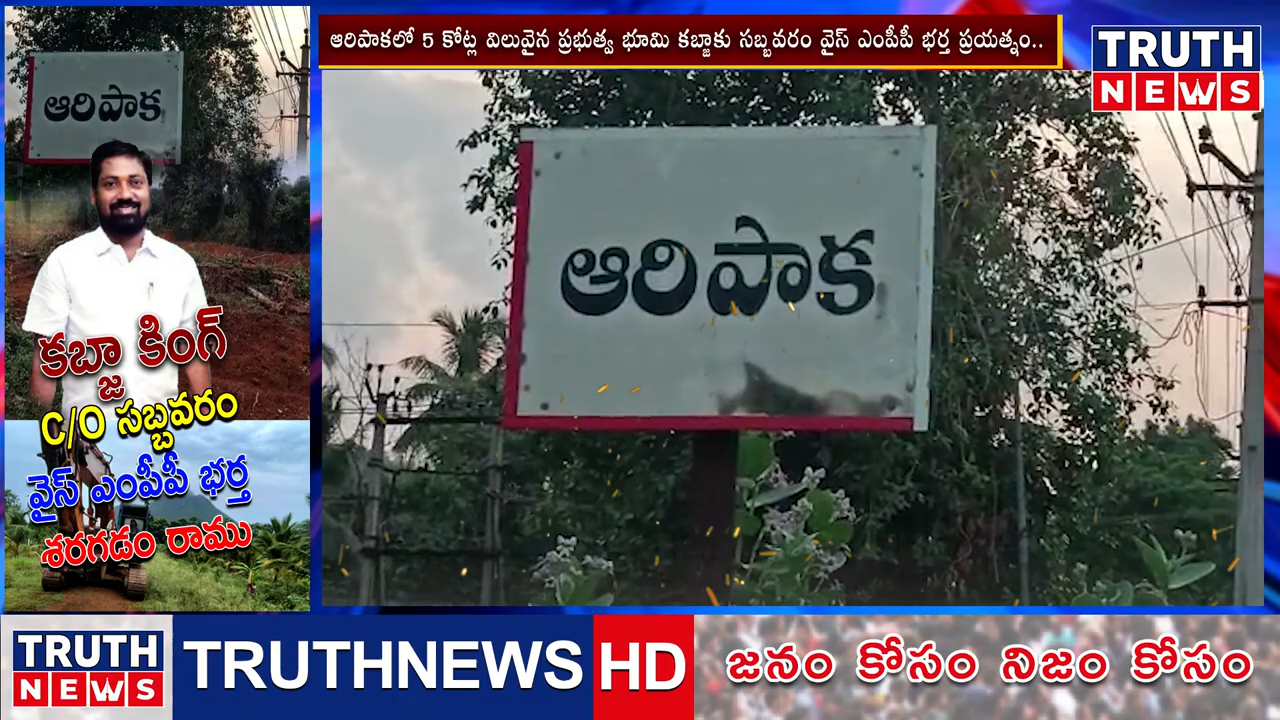 ఆరిపాకలో 5 కోట్ల విలువైన ప్రభుత్వ భూమి కబ్జాకు సబ్బవరం వైస్ ఎంపీపీ భర్త ప్రయత్నం..
TRUTH
NEWS
ఆరిపాక
ఆరిపాక
కబ్జా కింగ్
C/O సబ్బవరం
వైస్ ఎంపీపీ భర్త
శరగడం రాము
TRUTH
NEWS
TRUTHNEWS HD
జనం కోసం నిజం కోసం